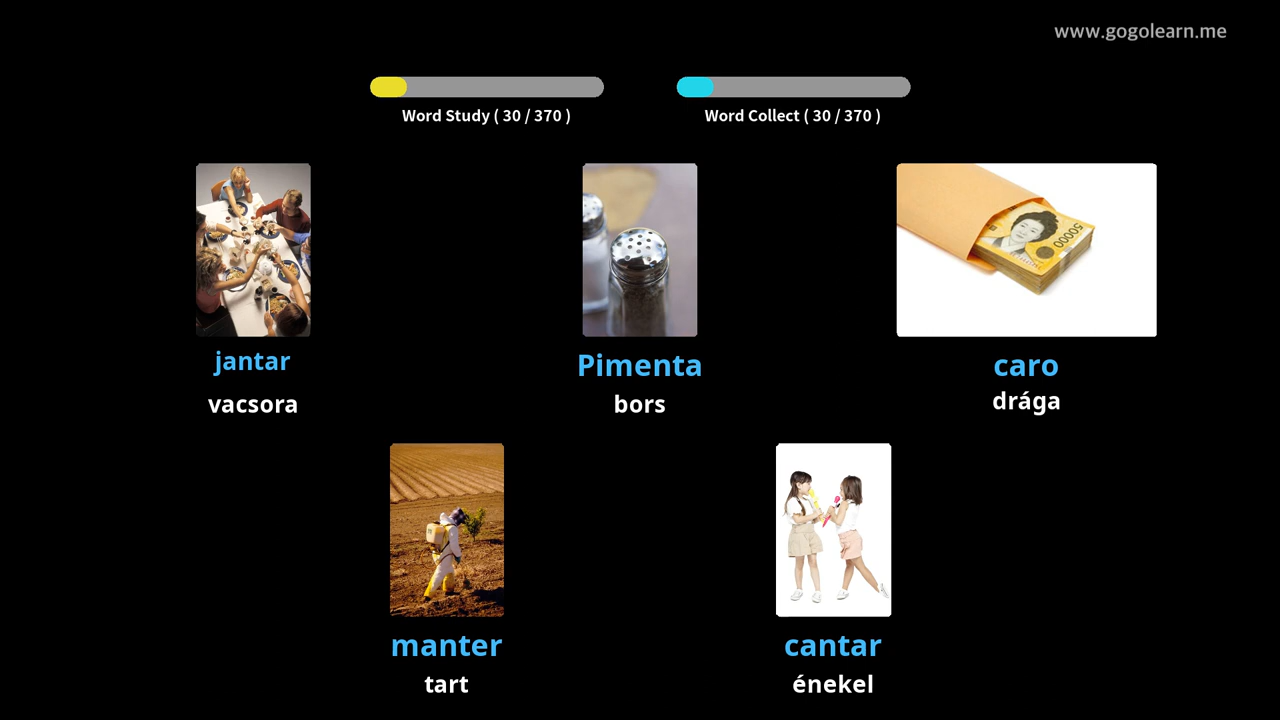 www.gogolearn.me
Word Study ( 30 / 370 )
Word Collect ( 30 / 370 )
50000
jantar
vacsora
Pimenta
bors
caro
drága
manter
tart
cantar
énekel